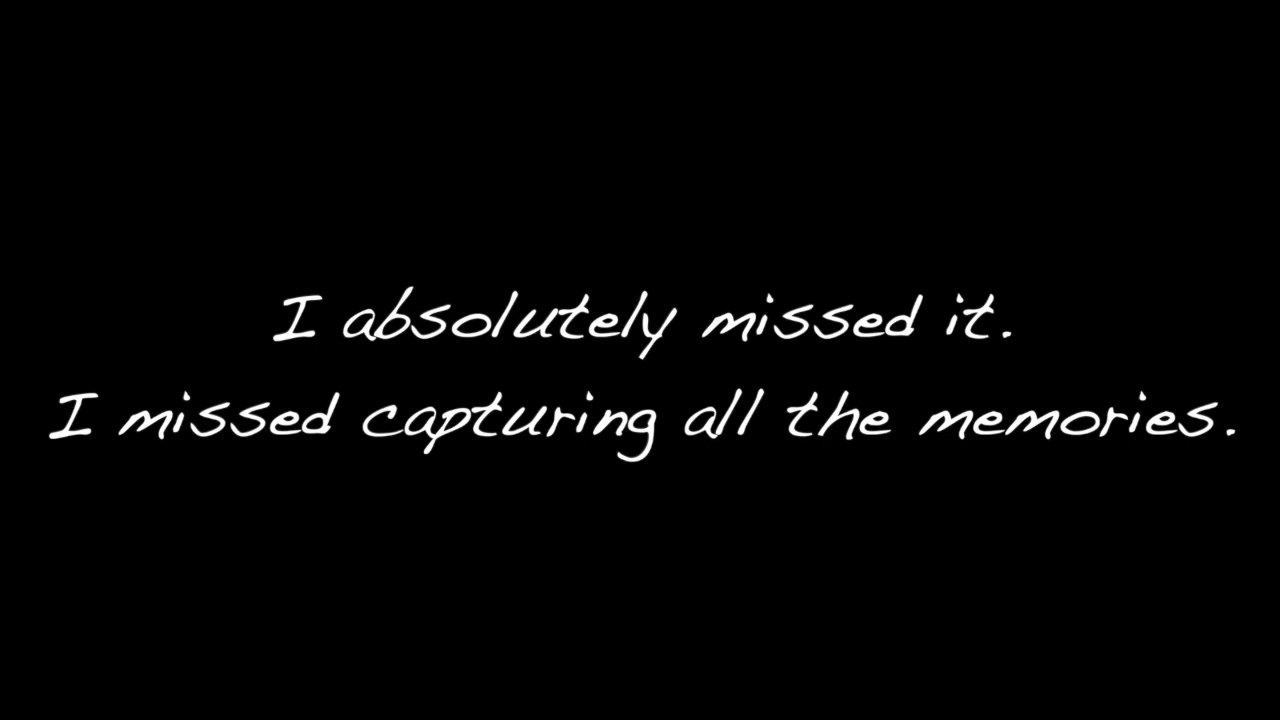 I absolutely missed it.
I missed capturing all the memories.